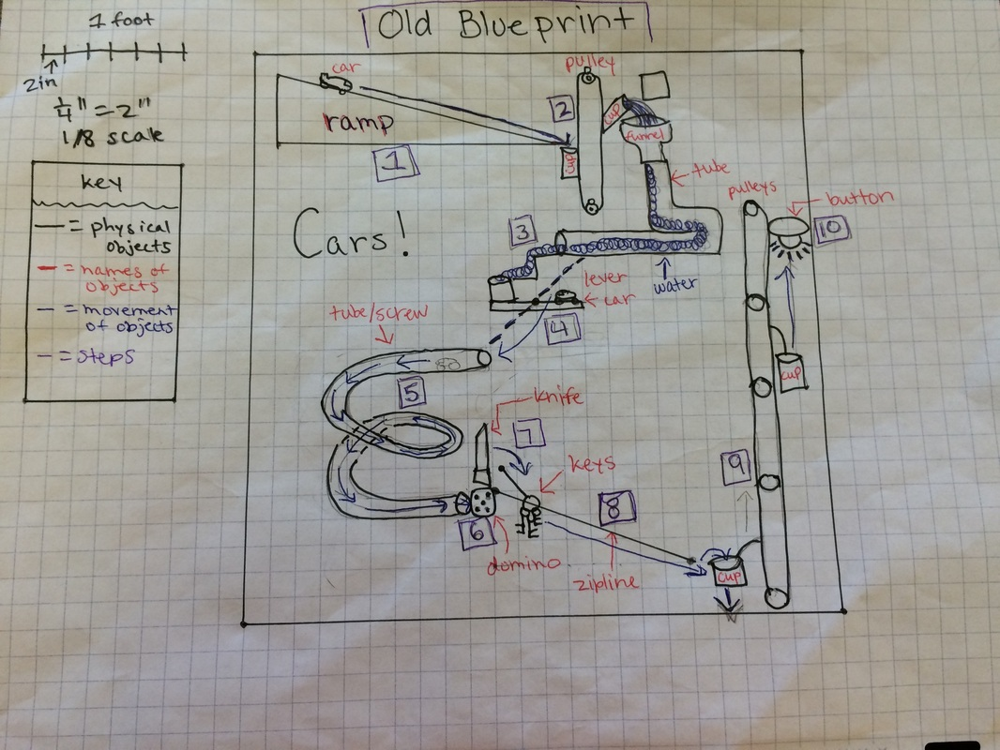 Old Blueprint
1 foot
2in
1/4" = 2"
1/8 scale
key
— = physical
objects
— = names of
objects
— = movement
of objects
— = steps
car
ramp
1
pulley
2
cup
cup
funnel
tube
pulleys
button
10
Cars!
3
water
lever
car
4
tube/screw
5
cup
knife
7
keys
9
8
6
domino
zipline
cup